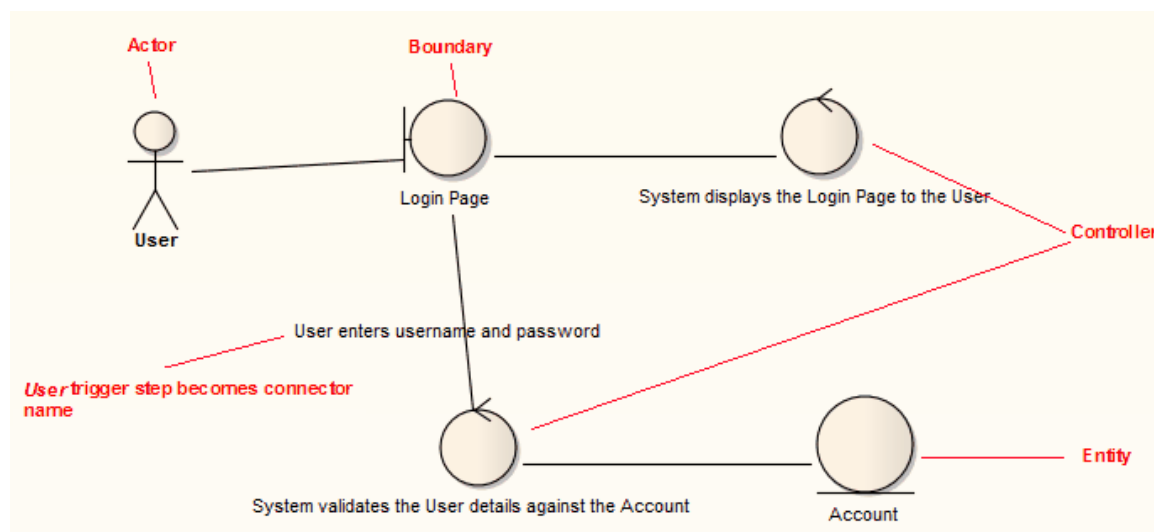 Actor
Boundary
Login Page
System displays the Login Page to the User
User
Controller
User enters username and password
User trigger step becomes connector
name
Entity
System validates the User details against the Account
Account